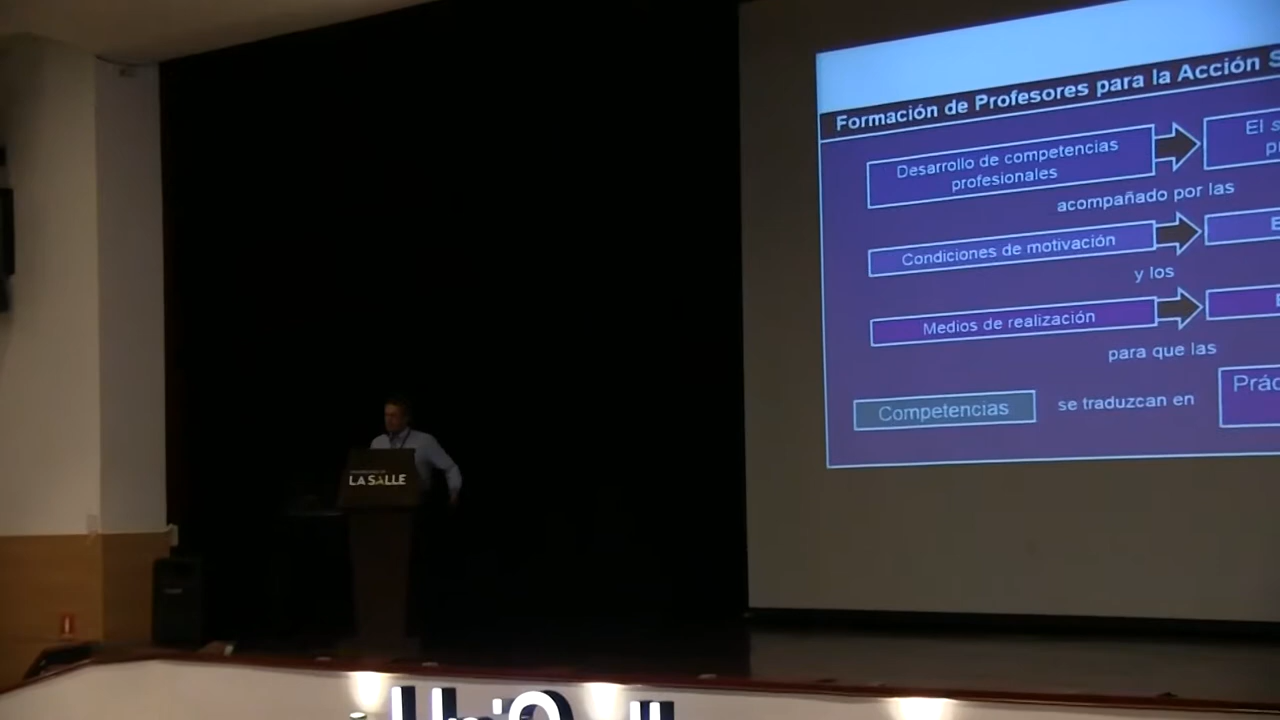 Formación de Profesores para la Acción
Desarrollo de competencias
profesionales
El
acompañado por las
Condiciones de motivación
y los
Medios de realización
para que las
Competencias
se traduzcan en
LA SALLE